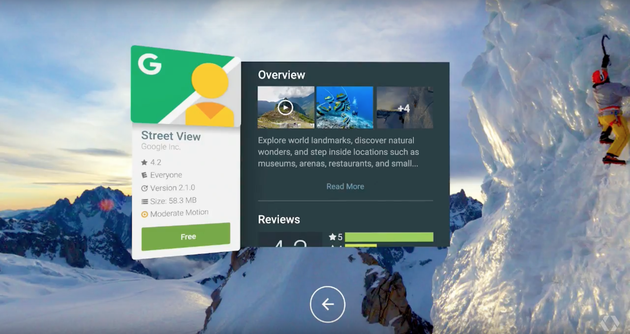 G
Street View
Google Inc.
4.2
Everyone
Version 2.1.0
Size: 58.3 MB
Moderate Motion
Free
Overview
+4
Explore world landmarks, discover natural
wonders, and step inside locations such as
museums, arenas, restaurants, and small...
Read More
Reviews
4.2
5